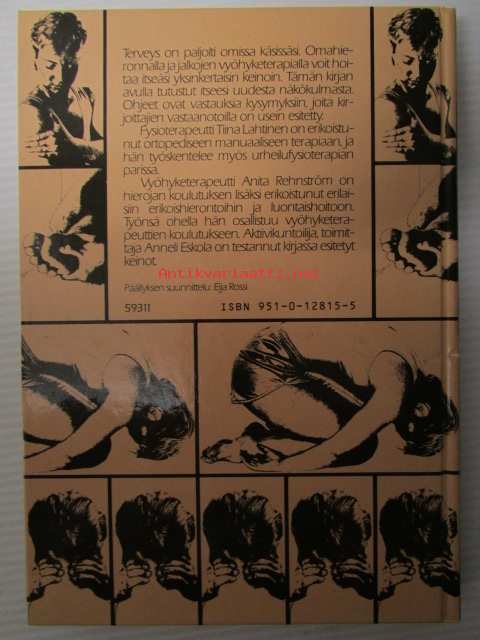 Terveys on paljolti omissa käsissäsi. Omahie-
ronnalla ja jalkojen vyöhyketerapialla voit hoi-
taa itseäsi yksinkertaisin keinoin. Tämän kirjan
avulla tutustut itseesi uudesta näkökulmasta.
Ohjeet ovat vastauksia kysymyksiin, joita kir-
joittajien vastaanotoilla on usein esitetty.
Fysioterapeutti Tiina Lahtinen on erikoistu-
nut ortopediseen manuaaliseen terapiaan, ja
hän työskentelee myös urheilufysioterapian
parissa.
Vyöhyketerapeutti Anita Rehnström on
hierojan koulutuksen lisäksi erikoistunut erilai-
siin erikoishierontoihin ja luontaishoitoon.
Työnsä ohella hän osallistuu vyöhyketera-
peuttien koulutukseen. Aktiivikuntoilija, toimit-
taja Anneli Eskola on testannut kirjassa esitetyt
keinot.
Antikvariaatti.net
Päällyksen suunnittelu: Eija Rossi
59311 ISBN 951-0-12815-5